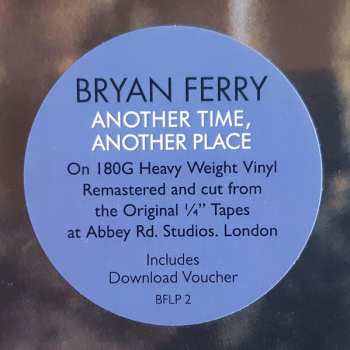 BRYAN FERRY
ANOTHER TIME,
ANOTHER PLACE
On 180G Heavy Weight Vinyl
Remastered and cut from
the Original ¼” Tapes
at Abbey Rd. Studios. London
Includes
Download Voucher
BFLP 2